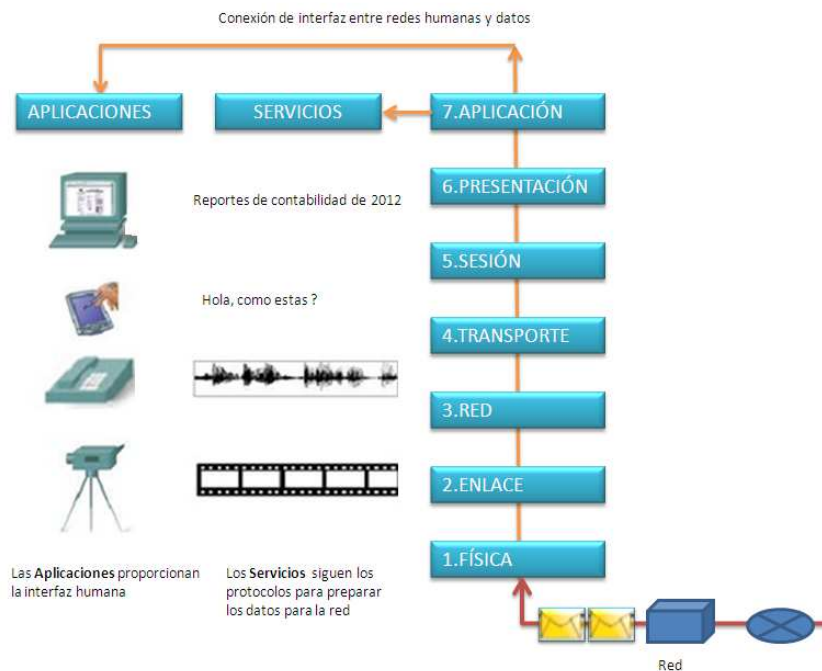 Conexión de interfaz entre redes humanas y datos
APLICACIONES
SERVICIOS
7.APLICACIÓN
6.PRESENTACIÓN
Reportes de contabilidad de 2012
5.SESIÓN
Hola, como estas ?
4.TRANSPORTE
3.RED
2.ENLACE
1.FÍSICA
Las Aplicaciones proporcionan
la interfaz humana
Los Servicios siguen los
protocolos para preparar
los datos para la red
Red